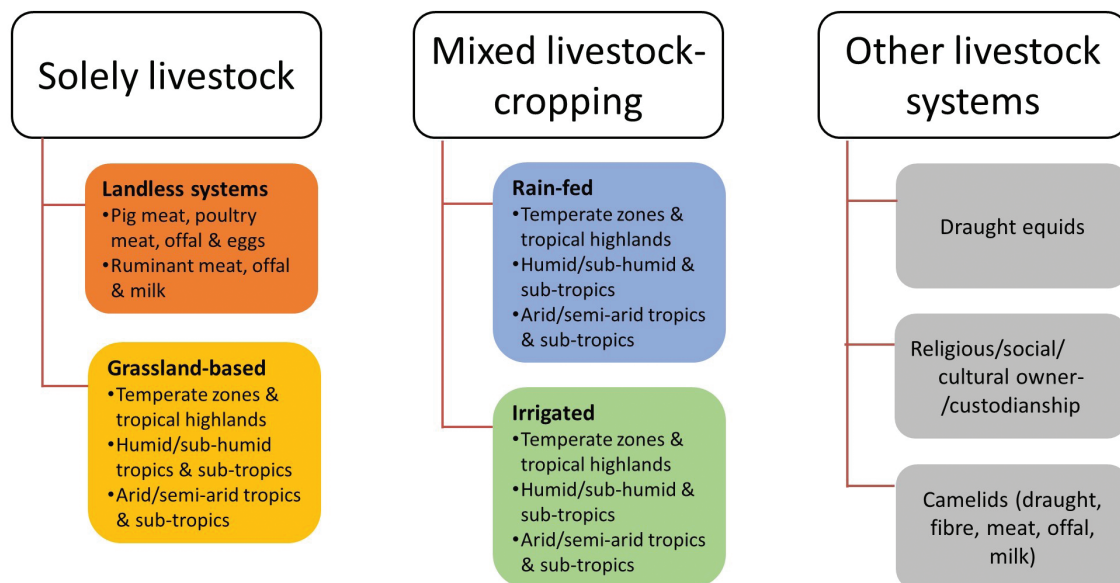 Solely livestock
Landless systems
•Pig meat, poultry
meat, offal & eggs
•Ruminant meat, offal
& milk
Grassland-based
•Temperate zones &
tropical highlands
•Humid/sub-humid
tropics & sub-tropics
•Arid/semi-arid tropics
& sub-tropics
Mixed livestock-
cropping
Rain-fed
•Temperate zones &
tropical highlands
•Humid/sub-humid &
sub-tropics
•Arid/semi-arid tropics
& sub-tropics
Irrigated
•Temperate zones &
tropical highlands
•Humid/sub-humid &
sub-tropics
•Arid/semi-arid tropics
& sub-tropics
Other livestock
systems
Draught equids
Religious/social/
cultural owner-
/custodianship
Camelids (draught,
fibre, meat, offal,
milk)